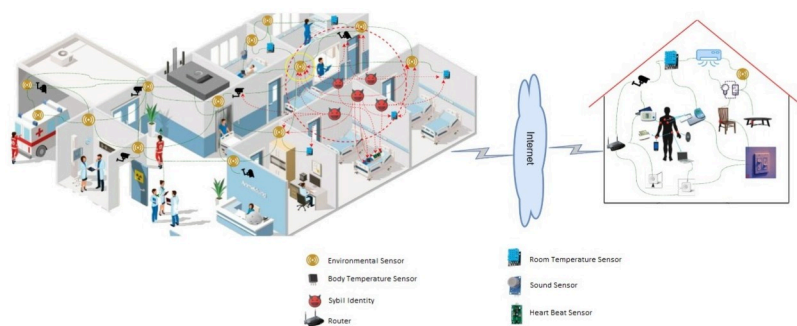 Internet
Environmental Sensor
Body Temperature Sensor
Sybil Identity
Router
Room Temperature Sensor
Sound Sensor
Heart Beat Sensor